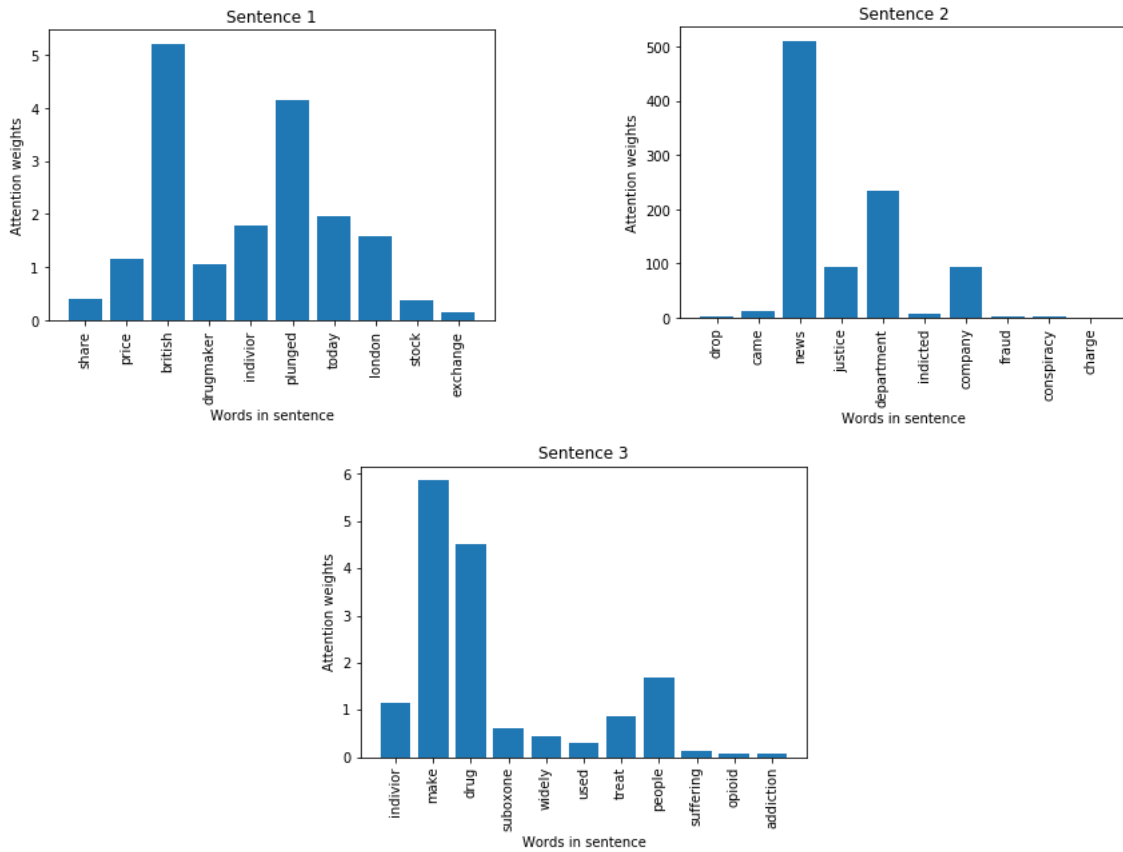 Sentence 1
Attention weights
5
4
3
2
1
0
share
price
british
drugmaker
indivior
plunged
today
london
stock
exchange
Words in sentence
Sentence 2
Attention weights
500
400
300
200
100
0
drop
came
news
justice
department
indicted
company
fraud
conspiracy
charge
Words in sentence
Sentence 3
Attention weights
6
5
4
3
2
1
0
indivior
make
drug
suboxone
widely
used
treat
people
suffering
opioid
addiction
Words in sentence